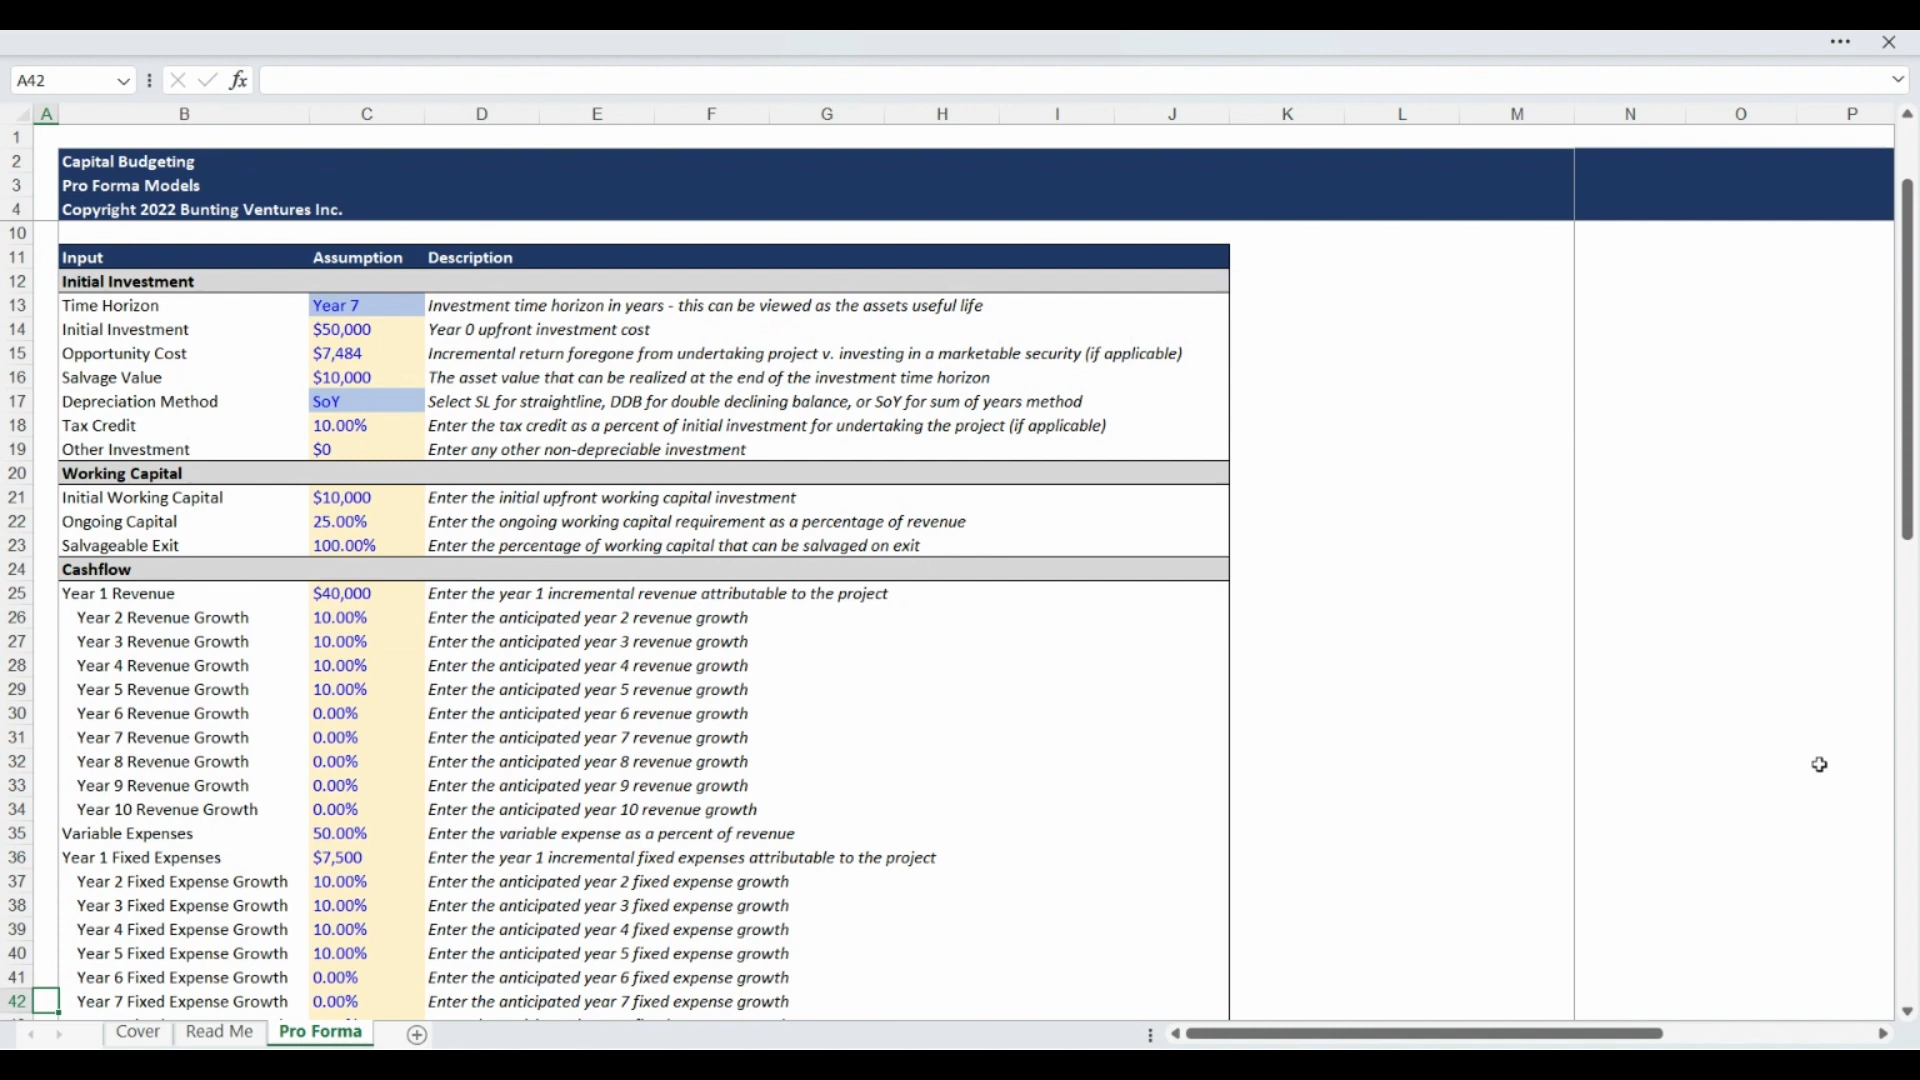 A42 fx
A B C D E F G H I J K L M N O P
1
2 Capital Budgeting
3 Pro Forma Models
4 Copyright 2022 Bunting Ventures Inc.
10
11 Input Assumption Description
12 Initial Investment
13 Time Horizon Year 7 Investment time horizon in years - this can be viewed as the assets useful life
14 Initial Investment $50,000 Year 0 upfront investment cost
15 Opportunity Cost $7,484 Incremental return foregone from undertaking project v. investing in a marketable security (if applicable)
16 Salvage Value $10,000 The asset value that can be realized at the end of the investment time horizon
17 Depreciation Method SoY Select SL for straightline, DDB for double declining balance, or SoY for sum of years method
18 Tax Credit 10.00% Enter the tax credit as a percent of initial investment for undertaking the project (if applicable)
19 Other Investment $0 Enter any other non-depreciable investment
20 Working Capital
21 Initial Working Capital $10,000 Enter the initial upfront working capital investment
22 Ongoing Capital 25.00% Enter the ongoing working capital requirement as a percentage of revenue
23 Salvageable Exit 100.00% Enter the percentage of working capital that can be salvaged on exit
24 Cashflow
25 Year 1 Revenue $40,000 Enter the year 1 incremental revenue attributable to the project
26 Year 2 Revenue Growth 10.00% Enter the anticipated year 2 revenue growth
27 Year 3 Revenue Growth 10.00% Enter the anticipated year 3 revenue growth
28 Year 4 Revenue Growth 10.00% Enter the anticipated year 4 revenue growth
29 Year 5 Revenue Growth 10.00% Enter the anticipated year 5 revenue growth
30 Year 6 Revenue Growth 0.00% Enter the anticipated year 6 revenue growth
31 Year 7 Revenue Growth 0.00% Enter the anticipated year 7 revenue growth
32 Year 8 Revenue Growth 0.00% Enter the anticipated year 8 revenue growth
33 Year 9 Revenue Growth 0.00% Enter the anticipated year 9 revenue growth
34 Year 10 Revenue Growth 0.00% Enter the anticipated year 10 revenue growth
35 Variable Expenses 50.00% Enter the variable expense as a percent of revenue
36 Year 1 Fixed Expenses $7,500 Enter the year 1 incremental fixed expenses attributable to the project
37 Year 2 Fixed Expense Growth 10.00% Enter the anticipated year 2 fixed expense growth
38 Year 3 Fixed Expense Growth 10.00% Enter the anticipated year 3 fixed expense growth
39 Year 4 Fixed Expense Growth 10.00% Enter the anticipated year 4 fixed expense growth
40 Year 5 Fixed Expense Growth 10.00% Enter the anticipated year 5 fixed expense growth
41 Year 6 Fixed Expense Growth 0.00% Enter the anticipated year 6 fixed expense growth
42 Year 7 Fixed Expense Growth 0.00% Enter the anticipated year 7 fixed expense growth
Cover Read Me Pro Forma